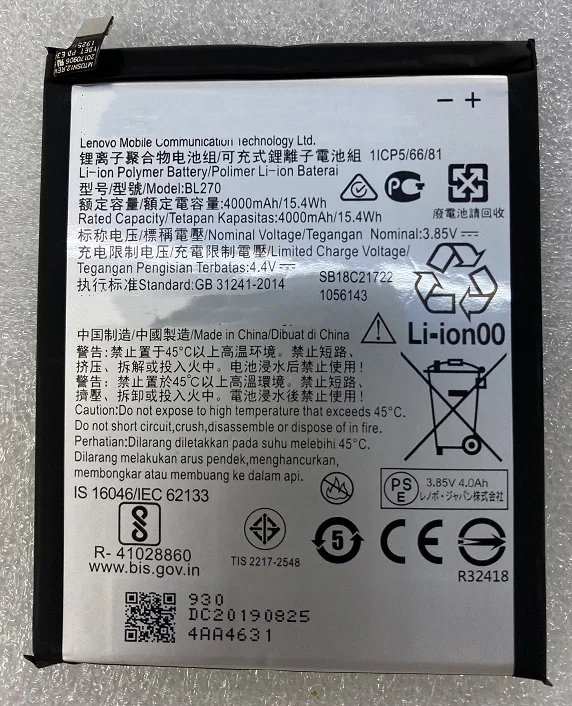 MTOSN12.REV
20170906
1925
- +
Lenovo Mobile Communication Technology Ltd.
锂离子聚合物电池组/可充式鋰離子電池組 1ICP5/66/81
Li-ion Polymer Battery/Polimer Li-ion Baterai
型号/型號/Model:BL270
额定容量/額定電容量:4000mAh/15.4Wh
Rated Capacity/Tetapan Kapasitas:4000mAh/15.4Wh
廢電池請回收
标称电压/標稱電壓/Nominal Voltage/Tegangan Nominal:3.85V
充电限制电压/充電限制電壓/Limited Charge Voltage/
Tegangan Pengisian Terbatas:4.4V
执行标准Standard:GB 31241-2014
SB18C21722
1056143
Li-ion00
中国制造/中國製造/Made in China/Dibuat di China
警告:禁止置于45°C以上高温环境。禁止短路、
挤压、拆解或投入火中。电池浸水后禁止使用!
警告:禁止置於45°C以上高溫環境。禁止短路、
擠壓、拆卸或投入火中。電池浸水後禁止使用!
Caution:Do not expose to high temperature that exceeds 45°C.
Do not short circuit,crush,disassemble or dispose of in fire.
Perhatian:Dilarang diletakkan pada suhu melebihi 45°C.
Dilarang melakukan arus pendek,menghancurkan,
membongkar atau membuang ke dalam api.
IS 16046/IEC 62133
PS
E
3.85V 4.0Ah
レノボ・ジャパン株式会社
R- 41028860
www.bis.gov.in
TIS 2217-2548
5
CE
R32418
930
DC20190825
4AA4631